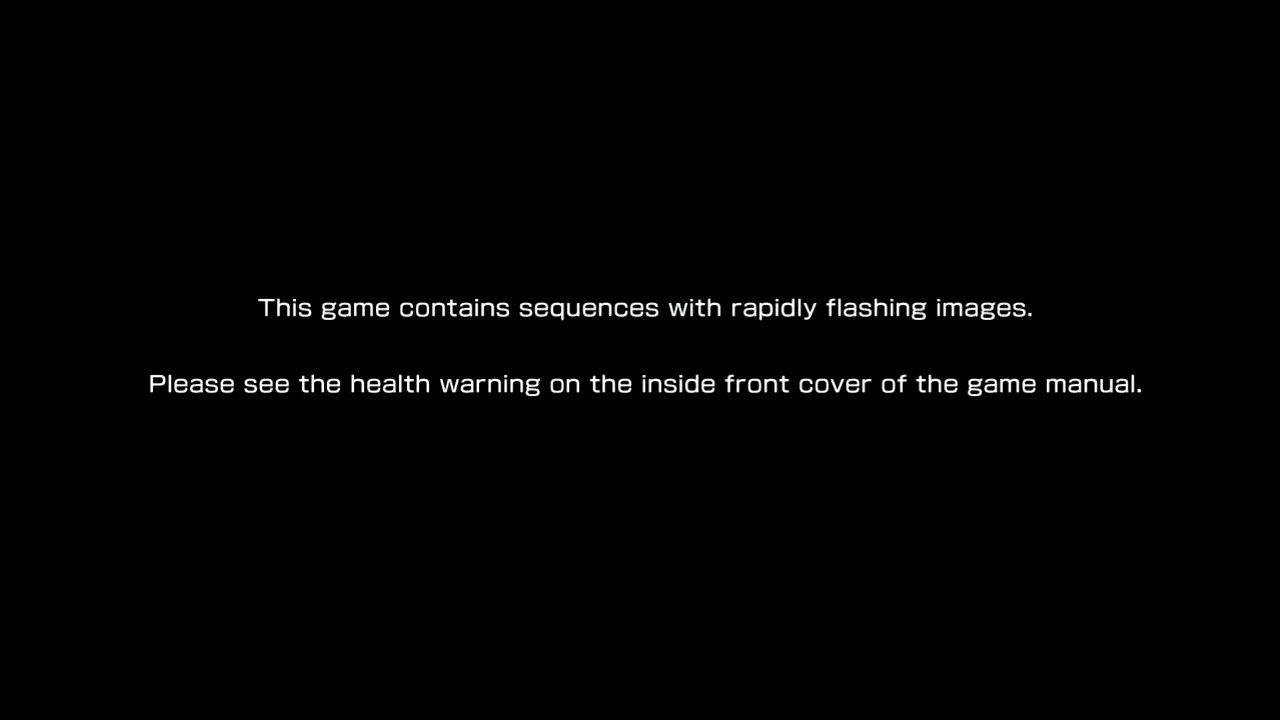 This game contains sequences with rapidly flashing images.
Please see the health warning on the inside front cover of the game manual.